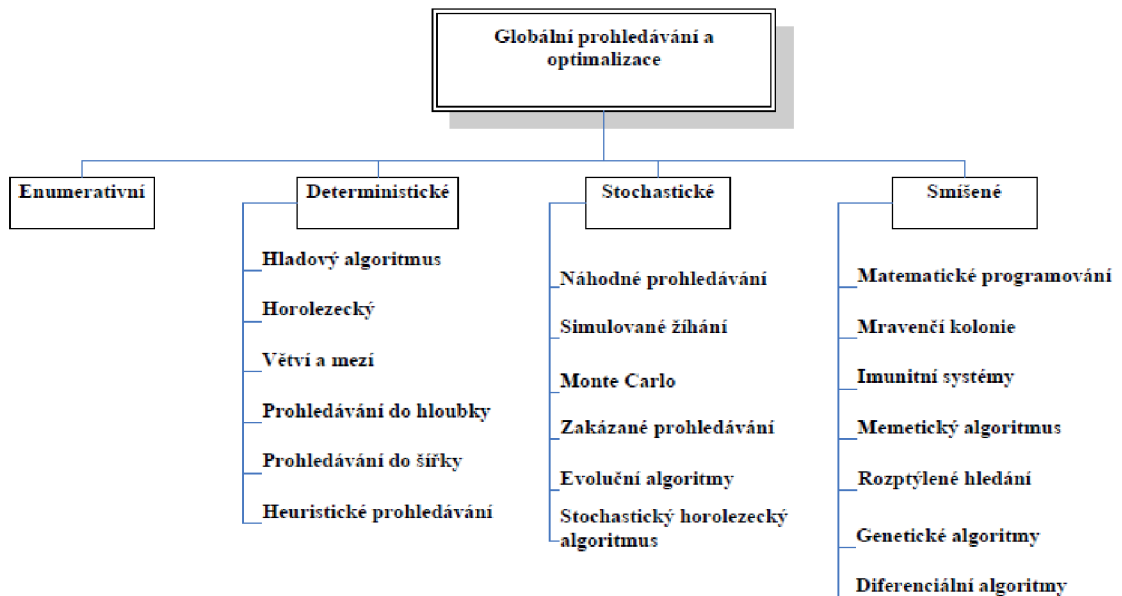 Globální prohledávání a
optimalizace
Enumerativní
Deterministické
Stochastické
Smíšené
Hladový algoritmus
Horolezecký
Větví a mezí
Prohledávání do hloubky
Prohledávání do šířky
Heuristické prohledávání
Náhodné prohledávání
Simulované žíhání
Monte Carlo
Zakázané prohledávání
Evoluční algoritmy
Stochastický horolezecký
algoritmus
Matematické programování
Mravenčí kolonie
Imunitní systémy
Memetický algoritmus
Rozptýlené hledání
Genetické algoritmy
Diferenciální algoritmy